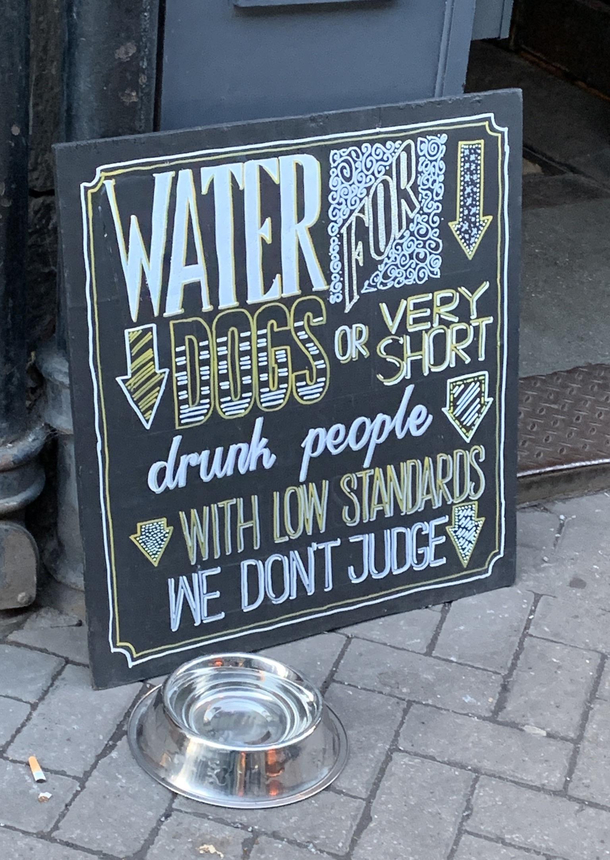 WATER FOR
DOGS OR VERY SHORT
drunk people
WITH LOW STANDARDS
WE DON'T JUDGE